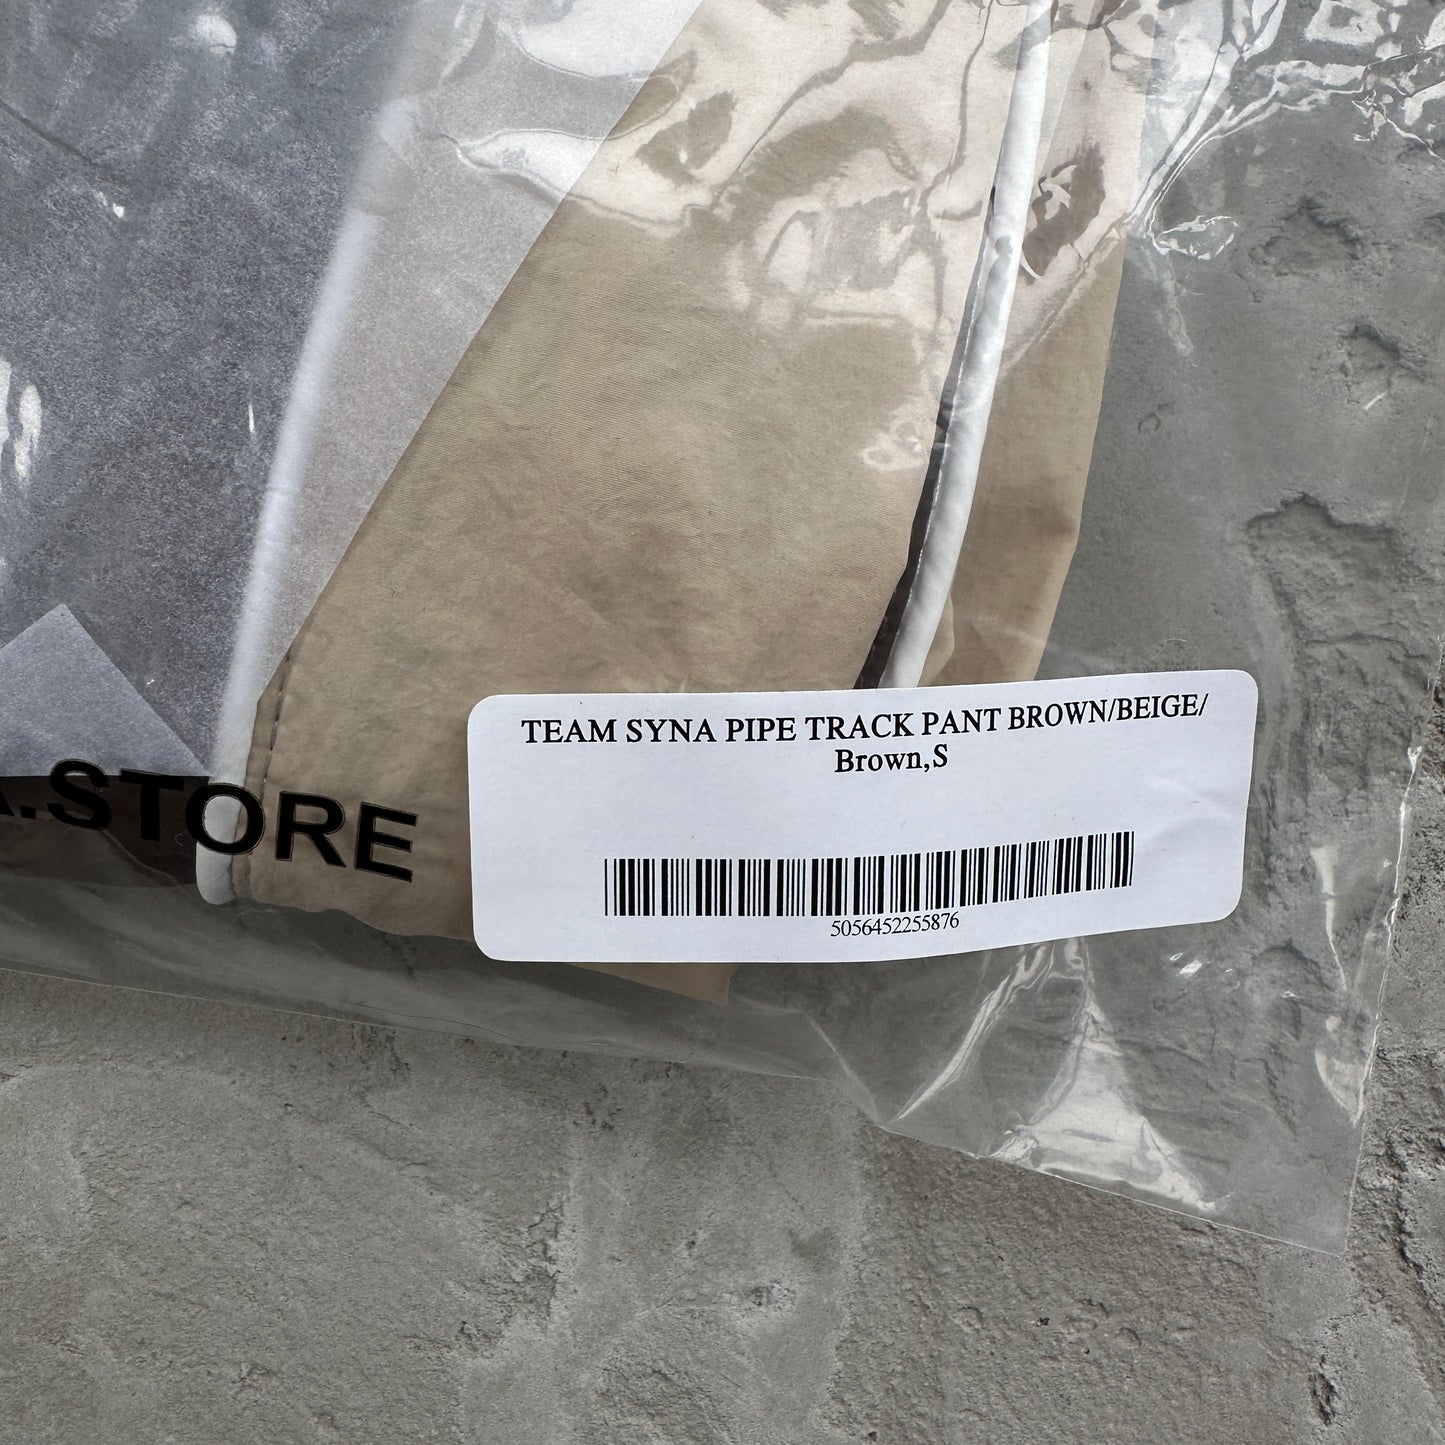 TEAM SYNA PIPE TRACK PANT BROWN/BEIGE/
Brown,S
5056452255876
.STORE